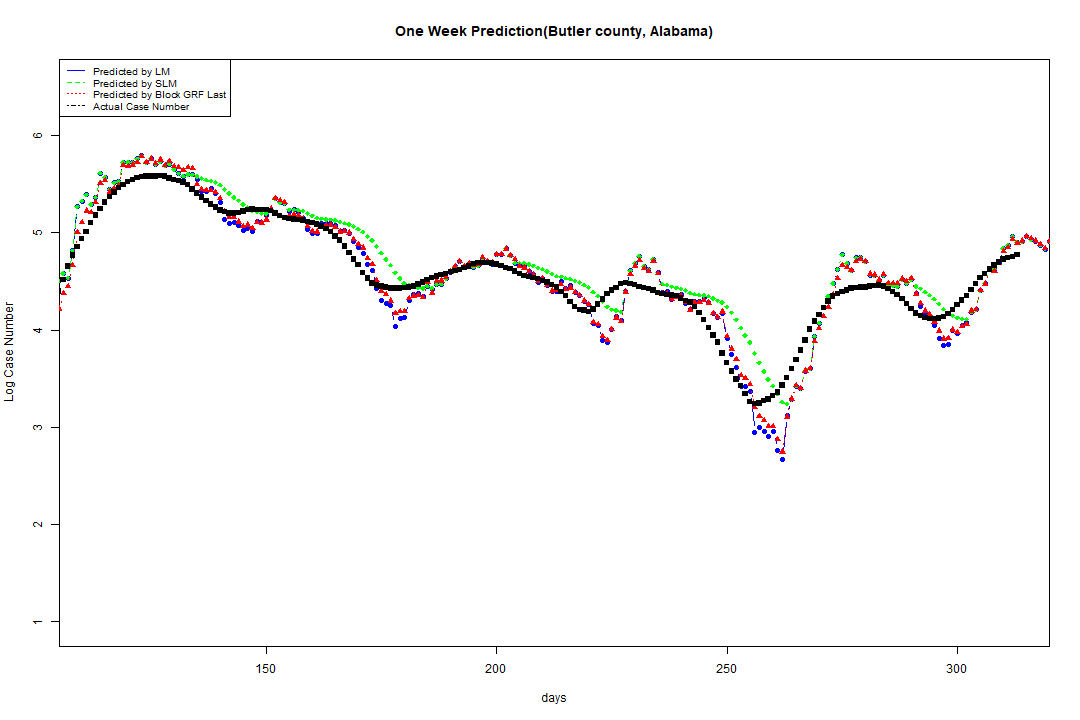 One Week Prediction(Butler county, Alabama)
Predicted by LM
Predicted by SLM
Predicted by Block GRF Last
Actual Case Number
6
5
4
3
2
1
Log Case Number
150 200 250 300
days